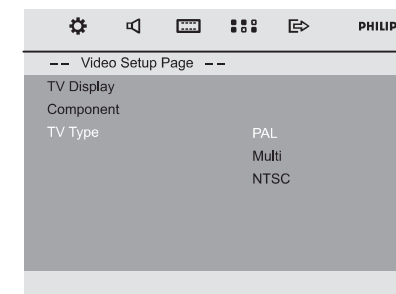 PHILIP
-- Video Setup Page --
TV Display
Component
TV Type PAL
Multi
NTSC